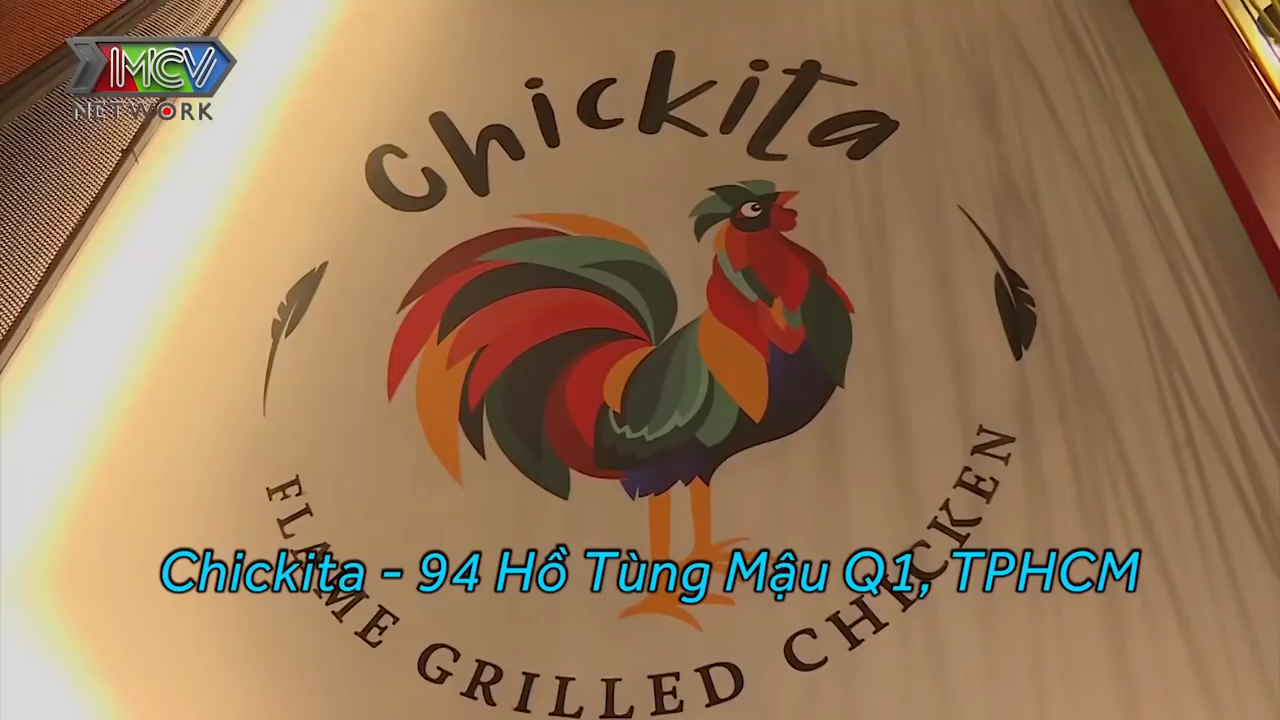 MCV
NETWORK
Chickita
FLAME GRILLED CHICKEN
Chickita - 94 Hồ Tùng Mậu Q1, TPHCM